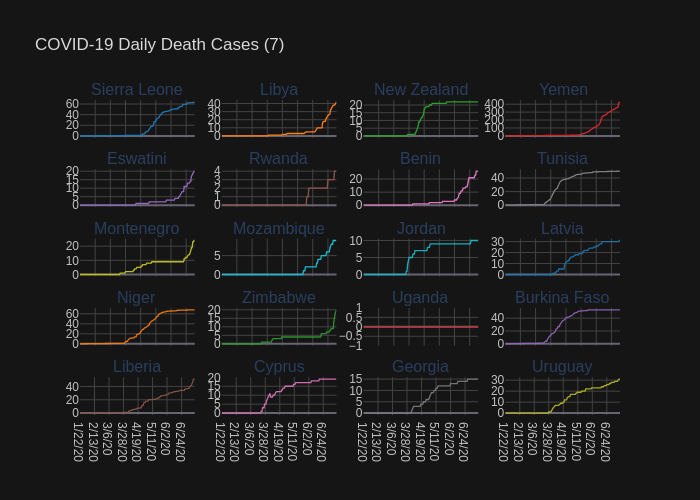 COVID-19 Daily Death Cases (7)
Sierra Leone Libya New Zealand Yemen
60 40 20: 0
40 20 10 0
30
20 15 10 5 0
400 300 200 100 0
Eswatini Rwanda Benin Tunisia
20 15 10 5 0
4 3 2 1 0
20 10 0
40 20 0
Montenegro Mozambique Jordan Latvia
20 10 0
5 0
10 5 0
30 20 10 0
Niger Zimbabwe Uganda Burkina Faso
60 40 20 0
20 15 10 5 0
1 0.5 0 −0.5 −1
40 20 0
Liberia Cyprus Georgia Uruguay
40 20 0
20 15 10 5 0
15 10 5 0
30 20 10 0
1/22/20 2/13/20 3/6/20 3/28/20 4/19/20 5/11/20 6/2/20 6/24/20
1/22/20 2/13/20 3/6/20 3/28/20 4/19/20 5/11/20 6/2/20 6/24/20
1/22/20 2/13/20 3/6/20 3/28/20 4/19/20 5/11/20 6/2/20 6/24/20
1/22/20 2/13/20 3/6/20 3/28/20 4/19/20 5/11/20 6/2/20 6/24/20